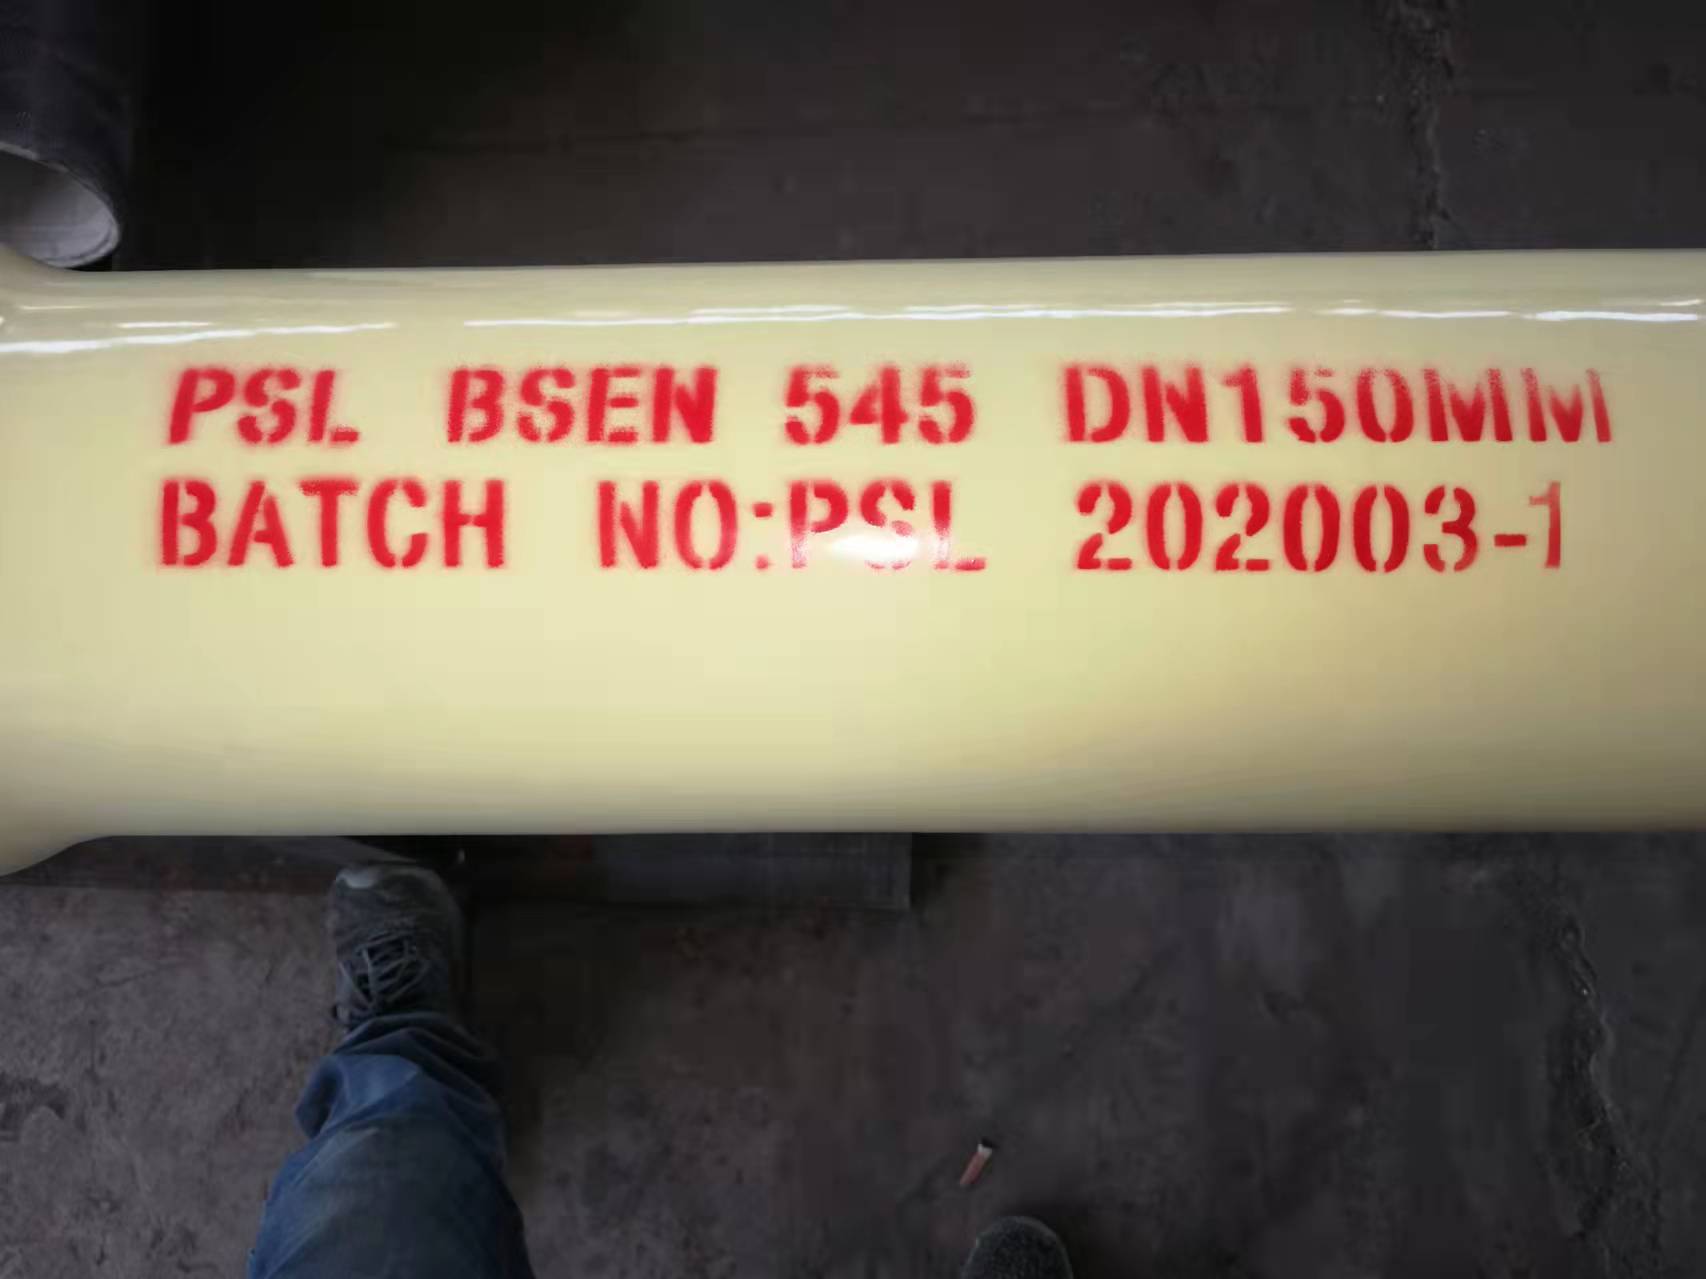 PSL BSEN 545 DN150MM
BATCH NO:PSL 202003-1